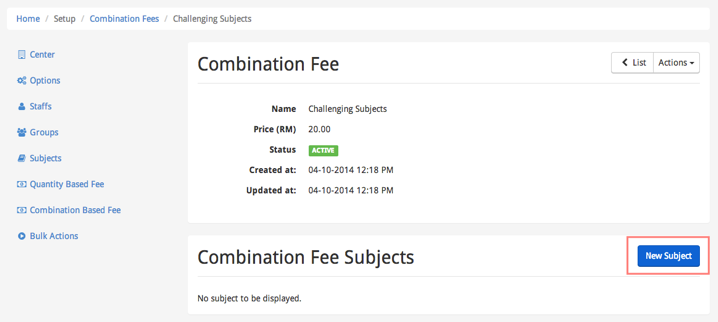 Home / Setup / Combination Fees / Challenging Subjects
Center
Options
Staffs
Groups
Subjects
Quantity Based Fee
Combination Based Fee
Bulk Actions
Combination Fee
List
Actions
Name Challenging Subjects
Price (RM) 20.00
Status ACTIVE
Created at: 04-10-2014 12:18 PM
Updated at: 04-10-2014 12:18 PM
Combination Fee Subjects
New Subject
No subject to be displayed.